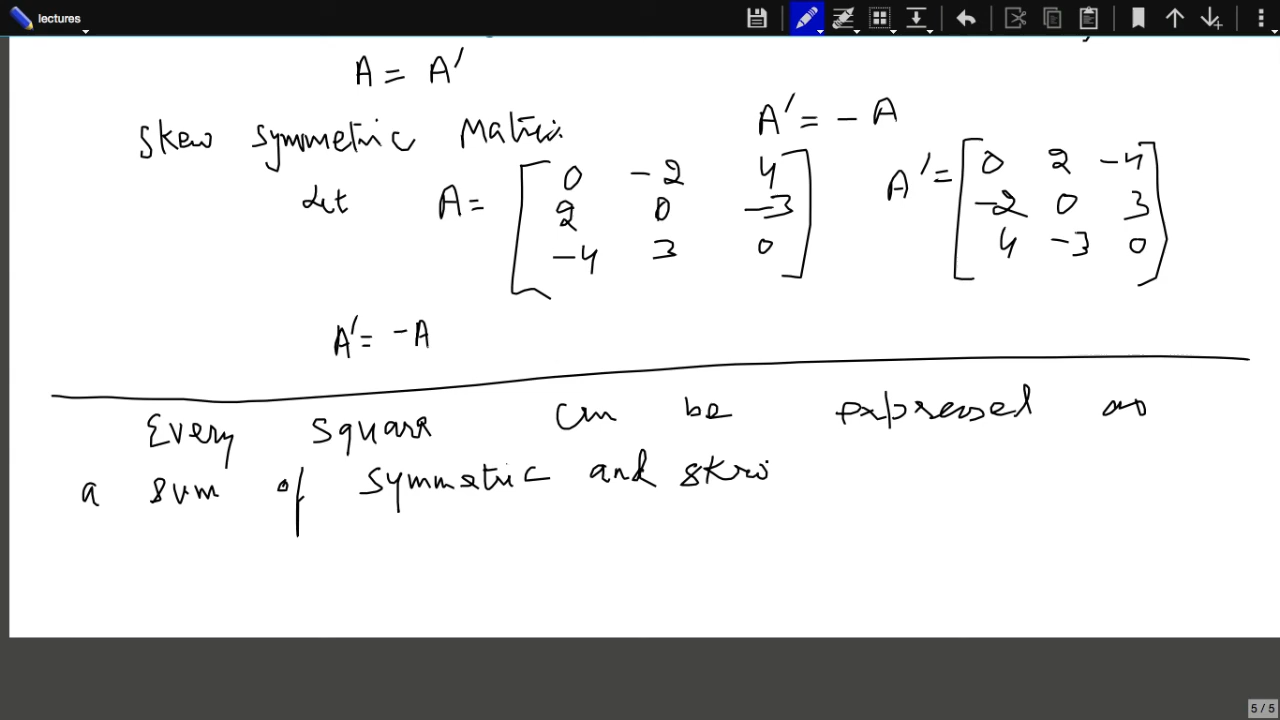 lectures
A = A'
Skew symmetric Matrix A' = - A
Let A = [ 0 -2 4 A' = [ 0 2 -4
2 0 -3 -2 0 3
-4 3 0 ] 4 -3 0 ]
A' = -A
Every square can be expressed as
a sum of symmetric and
5 / 5